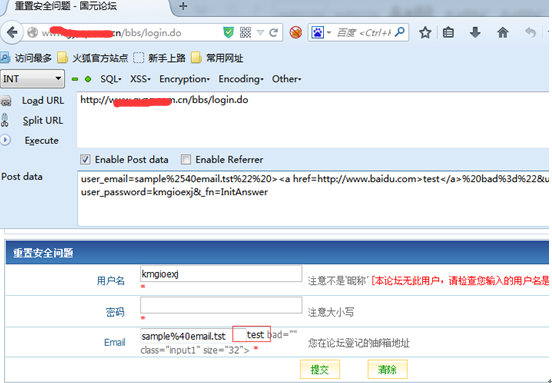 重置安全问题 - 国元论坛
.cn/bbs/login.do
百度 <Ctrl+K>
访问最多 火狐官方站点 新手上路 常用网址
INT SQL- XSS- Encryption- Encoding- Other-
Load URL
http://www. .cn/bbs/login.do
Split URL
Execute
Enable Post data Enable Referrer
Post data
user_email=sample%2540email.tst%22%20><a href=http://www.baidu.com>test</a>%20bad%3d%22&u
user_password=kmgioexj&_fn=InitAnswer
重置安全问题
用户名 kmgioexj 注意不是'昵称' [本论坛无此用户，请检查您输入的用户名是
*
密码 注意大小写
*
Email sample%40email.tst test bad="" 您在论坛登记的邮箱地址
class="input1" size="32"> *
提交 清除